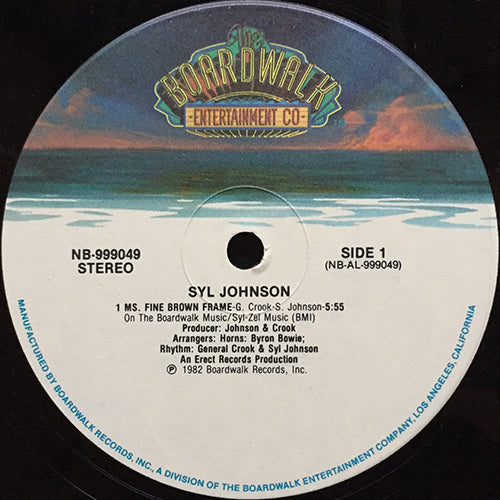 The
BOARDWALK
ENTERTAINMENT CO
NB-999049
STEREO
SIDE 1
(NB-AL-999049)
SYL JOHNSON
1 MS. FINE BROWN FRAME-G. Crook-S. Johnson-5:55
On The Boardwalk Music/Syl-Zel Music (BMI)
Producer: Johnson & Crook
Arrangers: Horns: Byron Bowie;
Rhythm: General Crook & Syl Johnson
An Erect Records Production
℗ 1982 Boardwalk Records, Inc.
MANUFACTURED BY BOARDWALK RECORDS, INC., A DIVISION OF THE BOARDWALK ENTERTAINMENT COMPANY, LOS ANGELES, CALIFORNIA